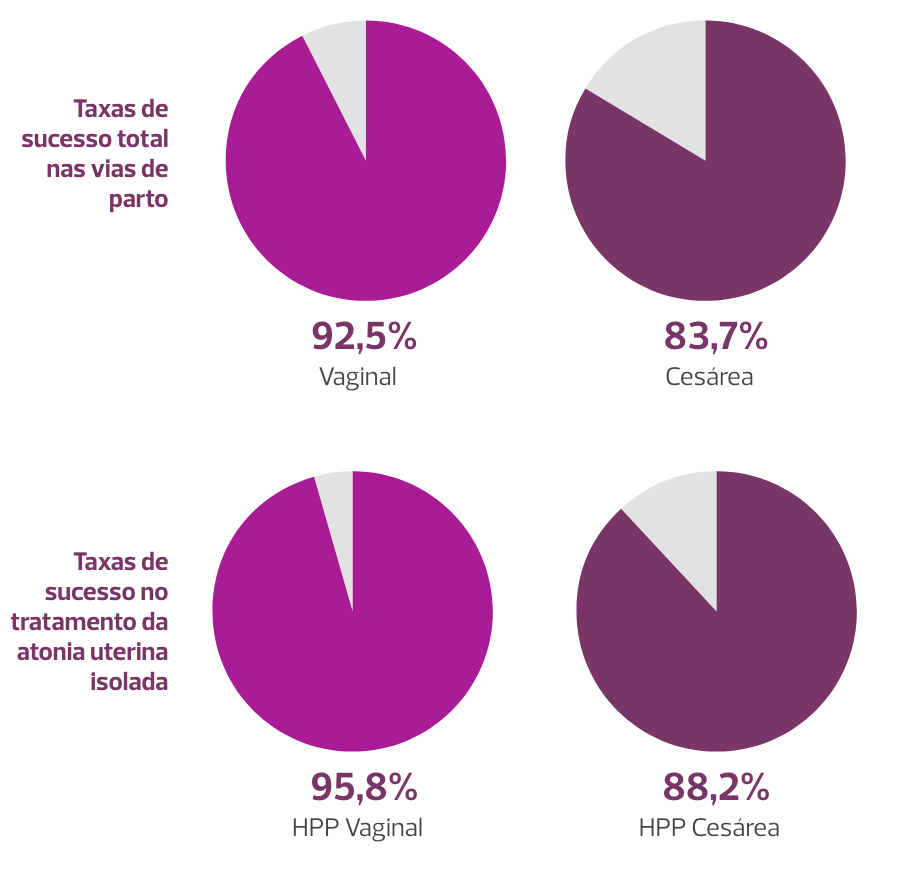 Taxas de
sucesso total
nas vias de
parto
92,5%
Vaginal
83,7%
Cesárea
Taxas de
sucesso no
tratamento da
atonia uterina
isolada
95,8%
HPP Vaginal
88,2%
HPP Cesárea